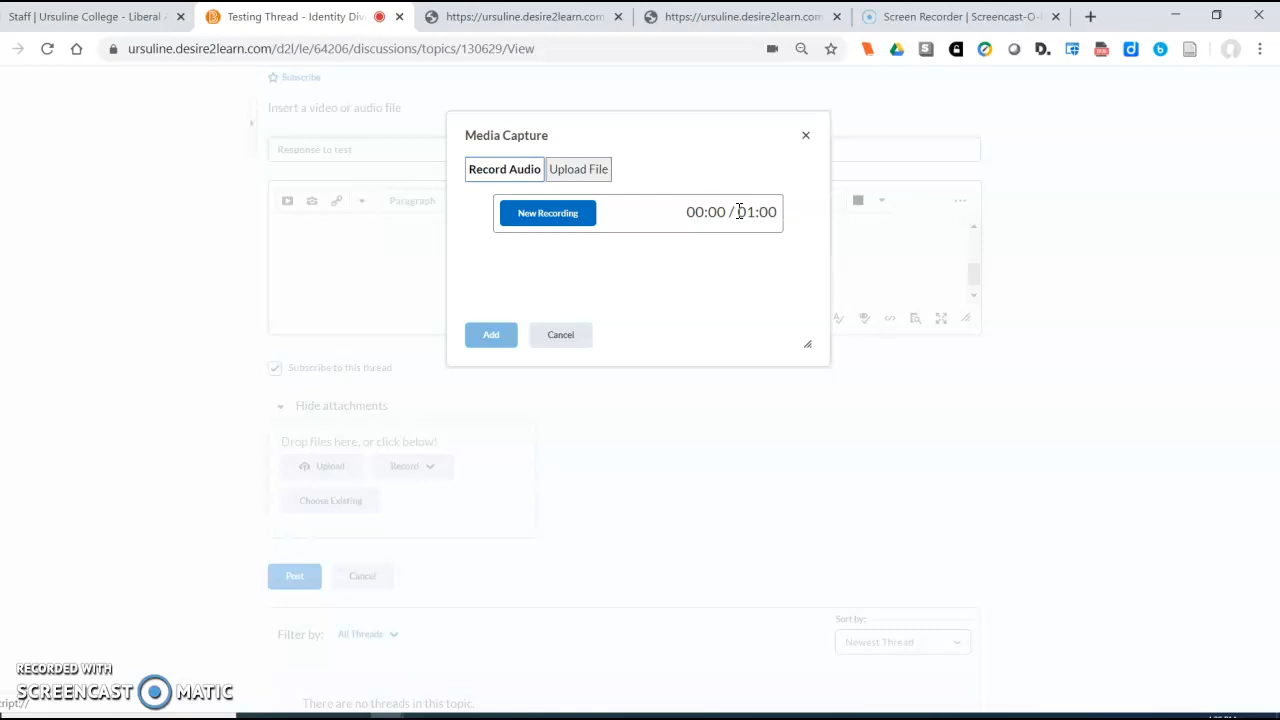 Staff | Ursuline College - Liberal
Testing Thread - Identity Div
https://ursuline.desire2learn.com
https://ursuline.desire2learn.com
Screen Recorder | Screencast-O-
ursuline.desire2learn.com/d2l/le/64206/discussions/topics/130629/View
Subscribe
Insert a video or audio file
Response to test
Paragraph
Media Capture
Record Audio
Upload File
New Recording
00:00 / 01:00
Add
Cancel
Subscribe to this thread
Hide attachments
Drop files here, or click below!
Upload
Record
Choose Existing
Post
Cancel
Filter by:
All Threads
Sort by:
Newest Thread
There are no threads in this topic.
RECORDED WITH
SCREENCAST MATIC
cript://